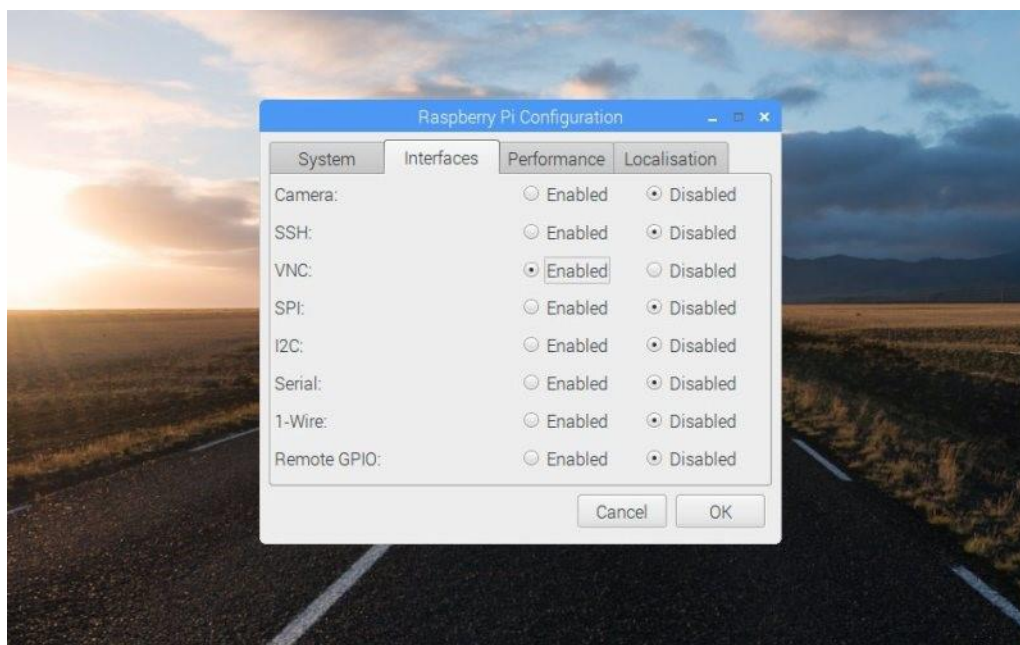 Raspberry Pi Configuration
System Interfaces Performance Localisation
Camera: Enabled Disabled
SSH: Enabled Disabled
VNC: Enabled Disabled
SPI: Enabled Disabled
I2C: Enabled Disabled
Serial: Enabled Disabled
1-Wire: Enabled Disabled
Remote GPIO: Enabled Disabled
Cancel OK